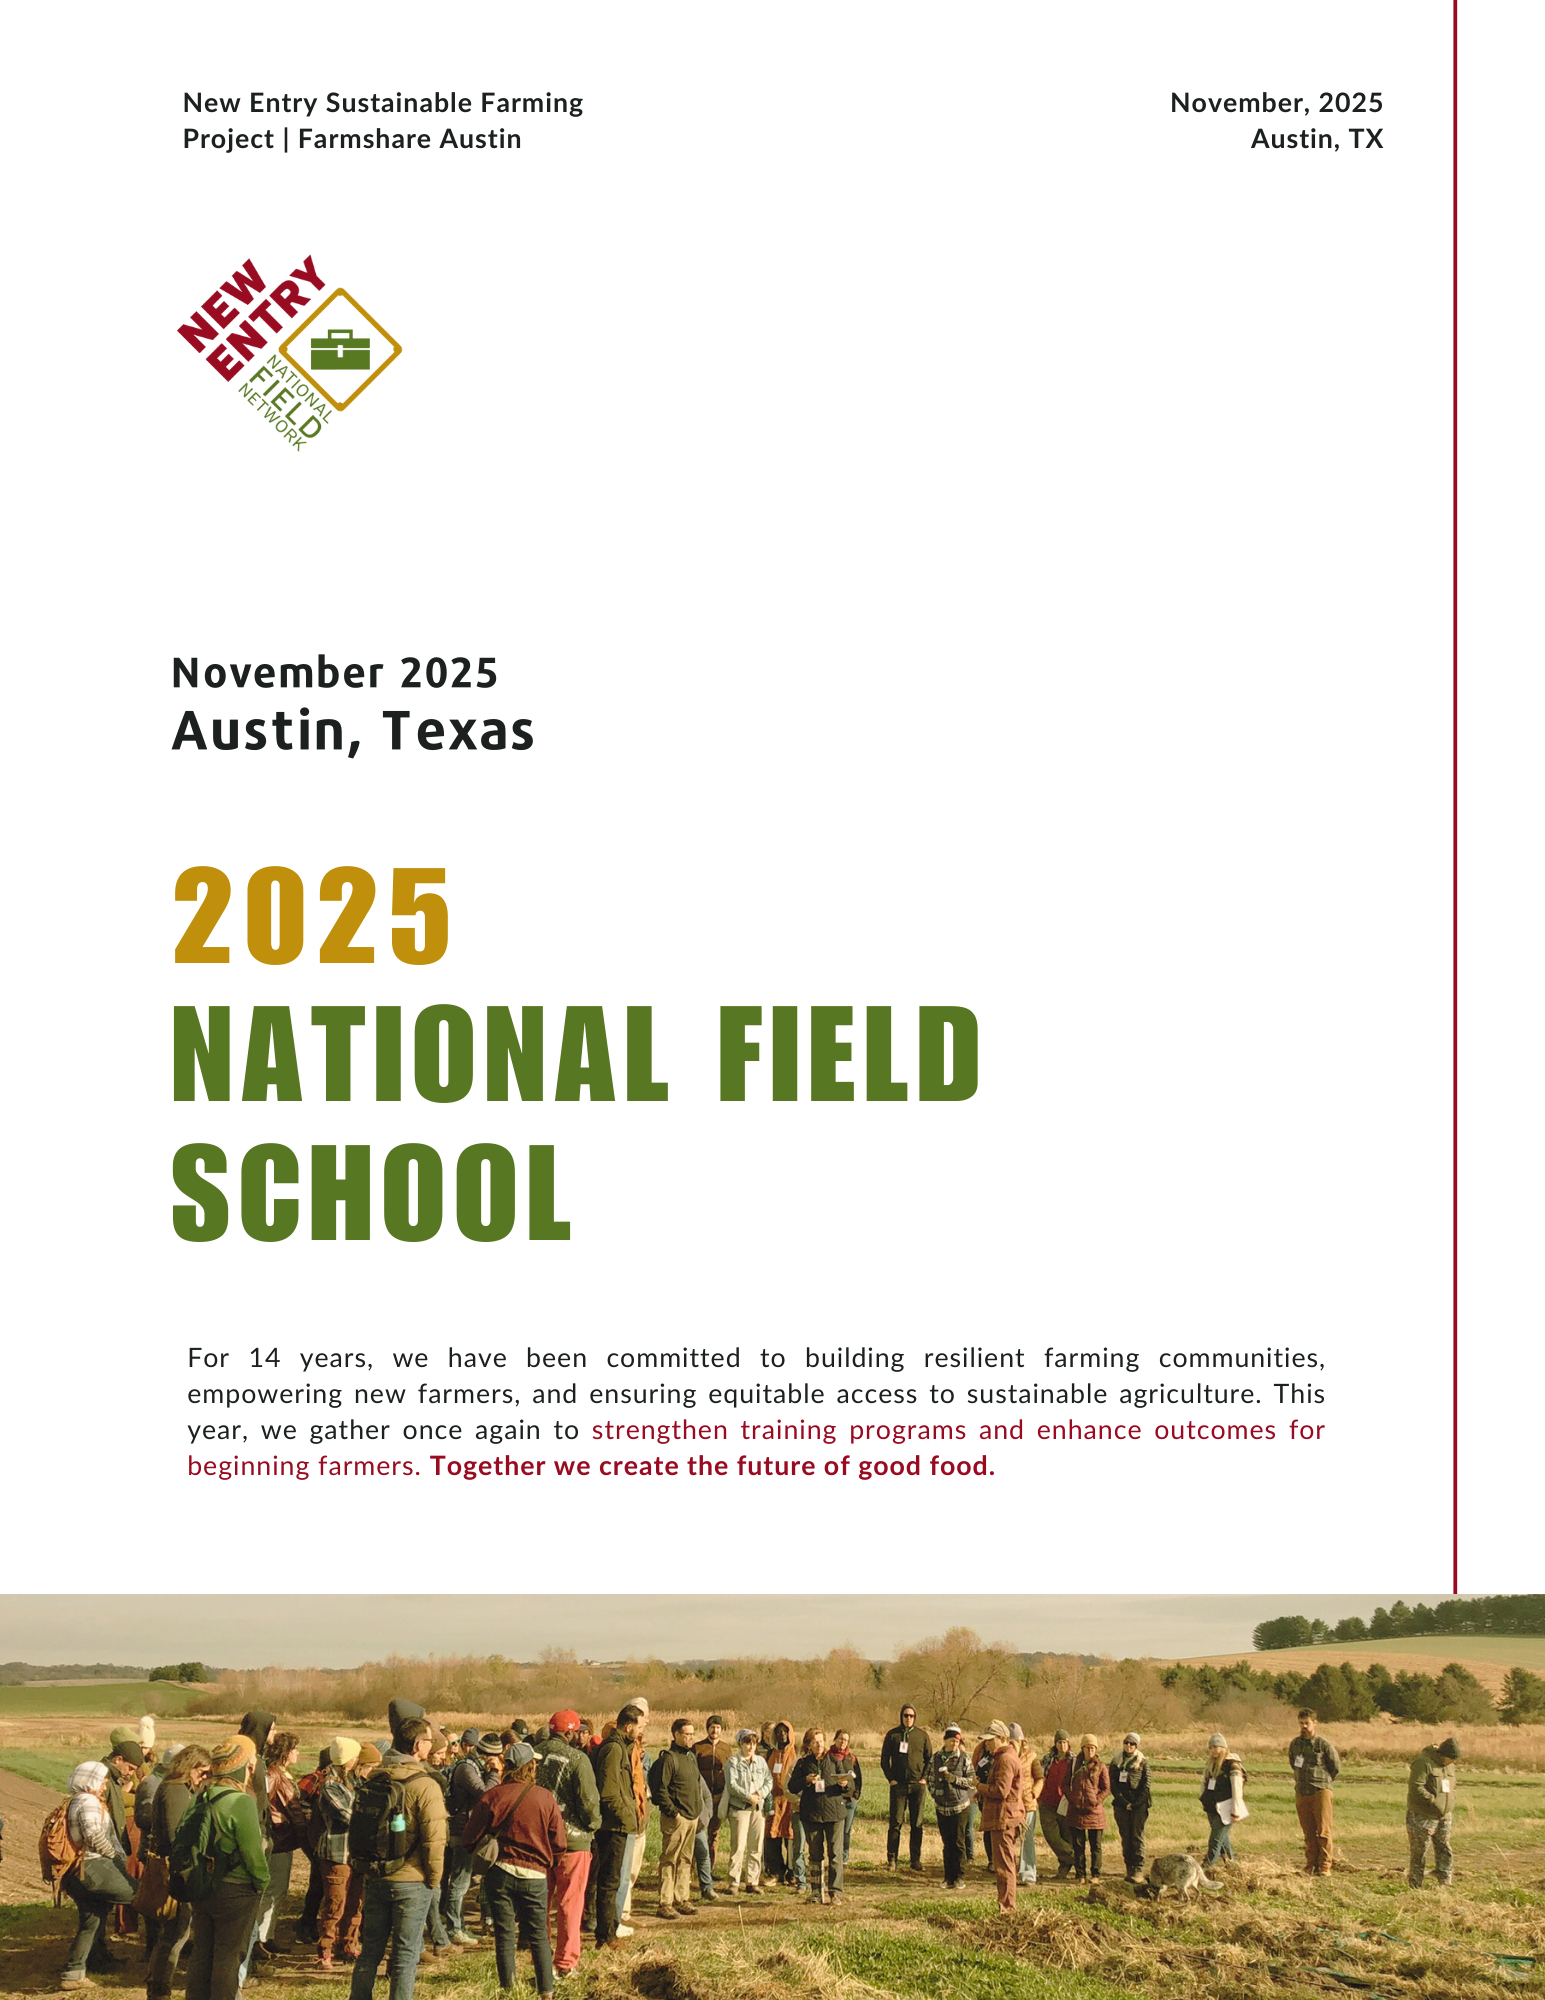 New Entry Sustainable Farming
Project | Farmshare Austin
November, 2025
Austin, TX
NEW
ENTRY
NATIONAL
FIELD
NETWORK
November 2025
Austin, Texas
2025
NATIONAL FIELD
SCHOOL
For 14 years, we have been committed to building resilient farming communities,
empowering new farmers, and ensuring equitable access to sustainable agriculture. This
year, we gather once again to strengthen training programs and enhance outcomes for
beginning farmers. Together we create the future of good food.